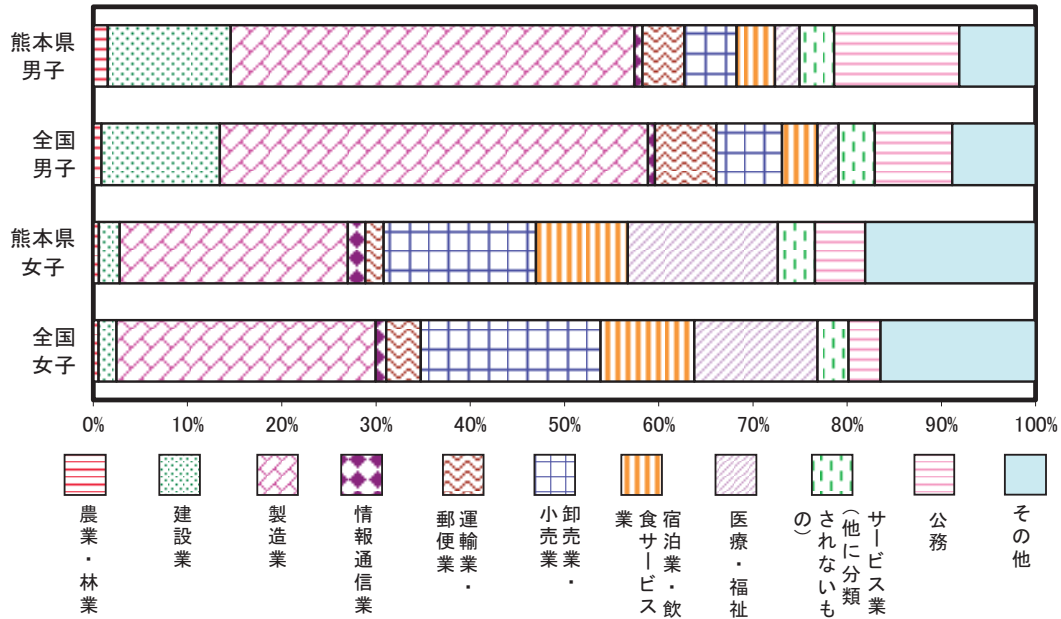 熊本県
男子
全国
男子
熊本県
女子
全国
女子
0%
10%
20%
30%
40%
50%
60%
70%
80%
90%
100%
農業・林業
建設業
製造業
情報通信業
運輸業・
郵便業
卸売業・
小売業
宿泊業・飲
食サービス
業
医療・福祉
サービス業
(他に分類
されないも
の)
公務
その他